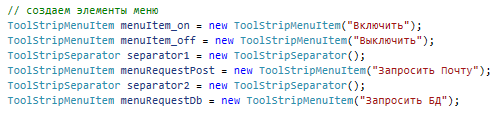 // создаем элементы меню
ToolStripMenuItem menuItem_on = new ToolStripMenuItem("Включить");
ToolStripMenuItem menuItem_off = new ToolStripMenuItem("Выключить");
ToolStripSeparator separator1 = new ToolStripSeparator();
ToolStripMenuItem menuRequestPost = new ToolStripMenuItem("Запросить Почту");
ToolStripSeparator separator2 = new ToolStripSeparator();
ToolStripMenuItem menuRequestDb = new ToolStripMenuItem("Запросить БД");